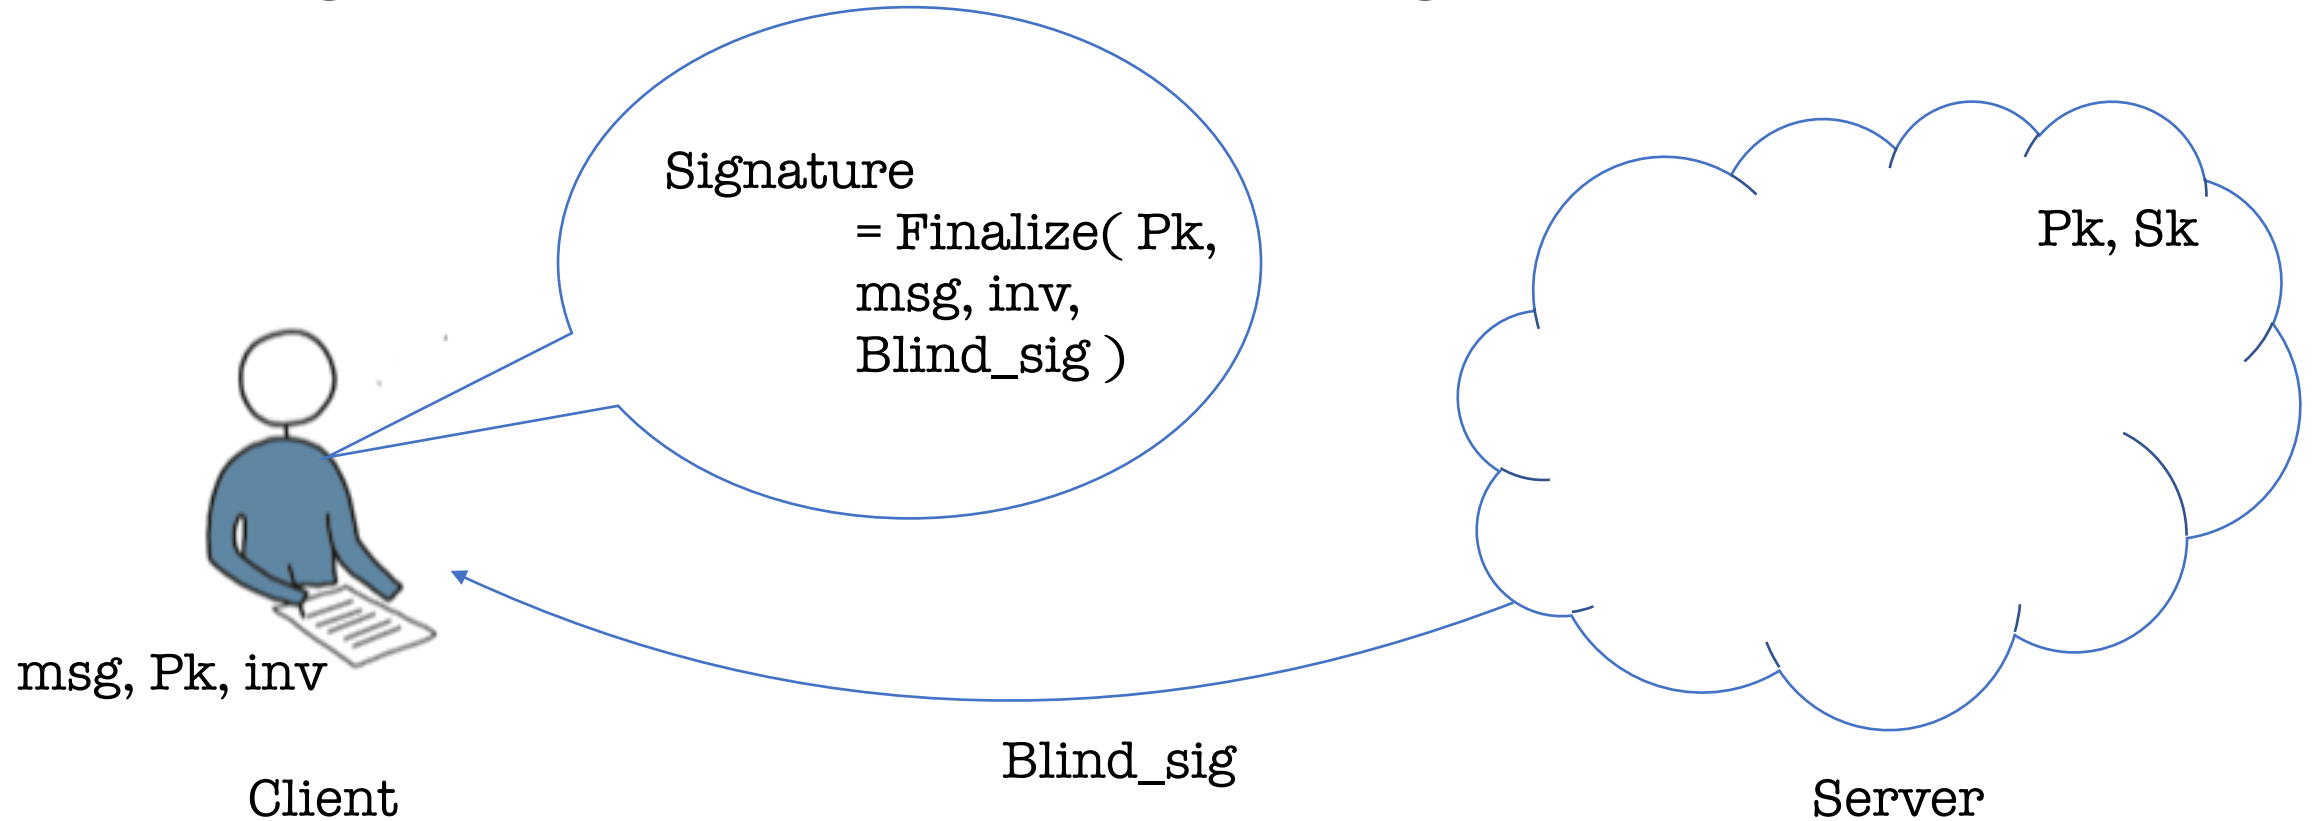 Signature
= Finalize( Pk,
msg, inv,
Blind_sig )
Pk, Sk
msg, Pk, inv
Blind_sig
Client
Server